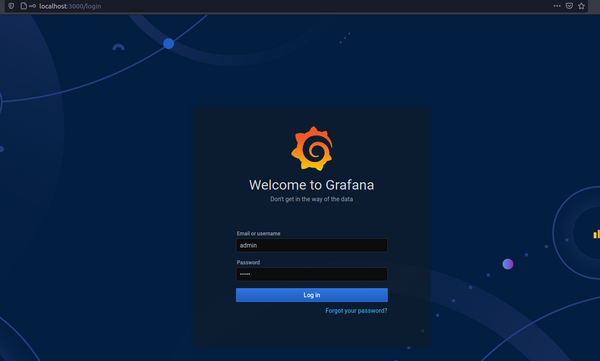 localhost:3000/login
Welcome to Grafana
Don't get in the way of the data
Email or username
admin
Password
•••••
Log in
Forgot your password?